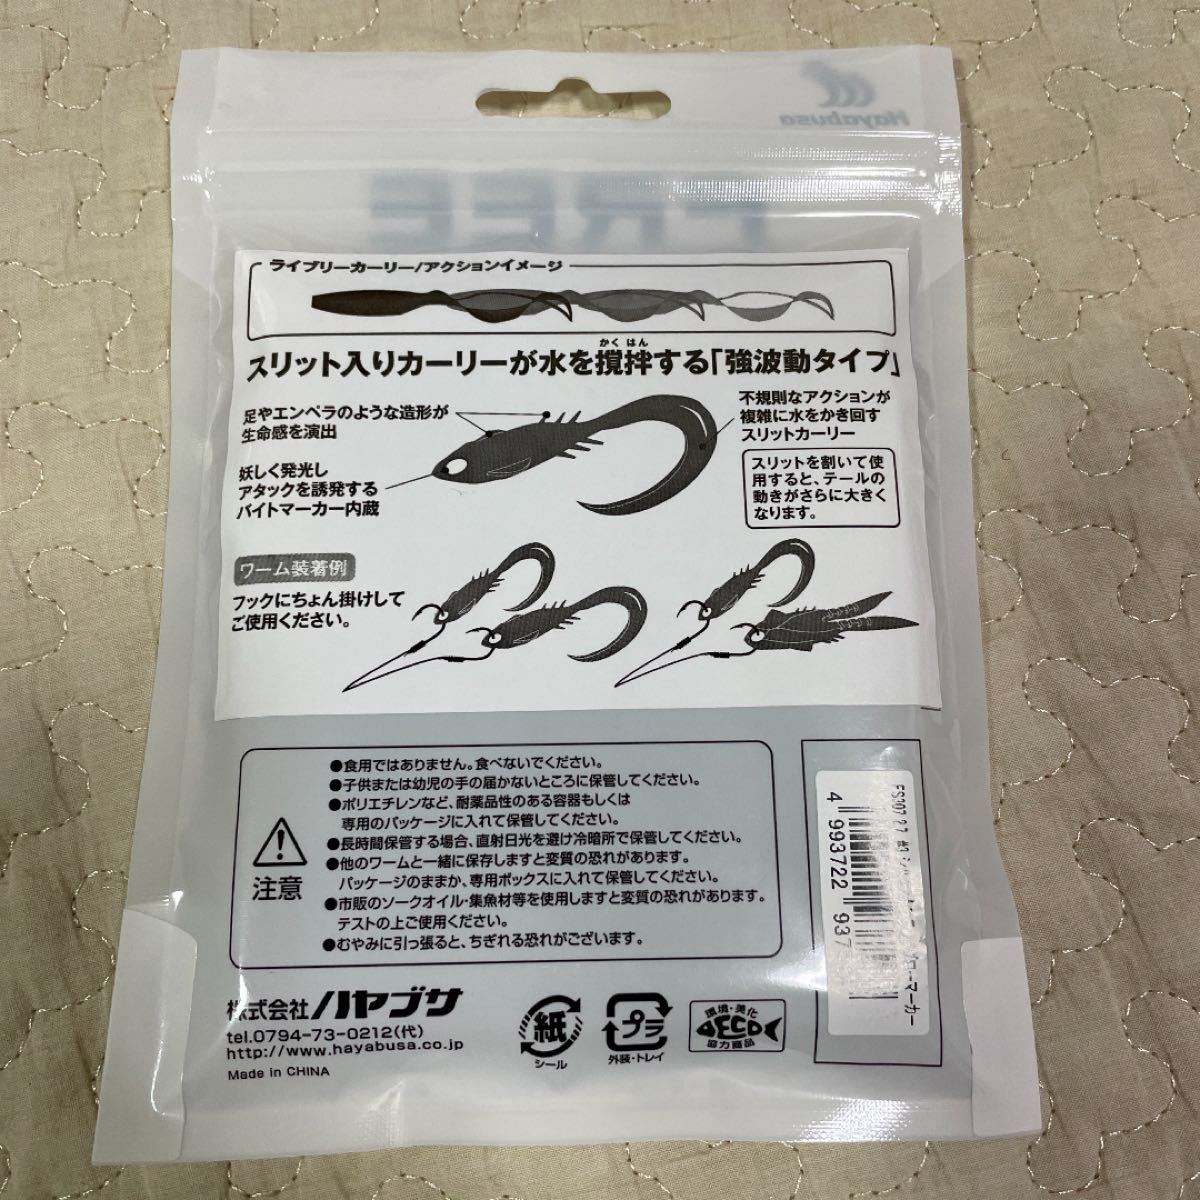 Hayabusa
FREE
ライブリーカーリー/アクションイメージ
かく はん
スリット入りカーリーが水を撹拌する「強波動タイプ」
足やエンペラのような造形が
生命感を演出
妖しく発光し
アタックを誘発する
バイトマーカー内蔵
不規則なアクションが
複雑に水をかき回す
スリットカーリー
スリットを割いて使
用すると、テールの
動きがさらに大きく
なります。
ワーム装着例
フックにちょん掛けして
ご使用ください。
注意
●食用ではありません。食べないでください。
●子供または幼児の手の届かないところに保管してください。
●ポリエチレンなど、耐薬品性のある容器もしくは
専用のパッケージに入れて保管してください。
●長時間保管する場合、直射日光を避け冷暗所で保管してください。
●他のワームと一緒に保存しますと変質の恐れがあります。
パッケージのままか、専用ボックスに入れて保管してください。
●市販のソークオイル・集魚材等を使用しますと変質の恐れがあります。
テストの上ご使用ください。
●むやみに引っ張ると、ちぎれる恐れがございます。
4 993722 937
ローマーカー
株式会社ハヤブサ
tel.0794-73-0212(代)
http://www.hayabusa.co.jp
Made in CHINA
紙
シール
プラ
外装・トレイ
環境・美化
ECO
協力商品